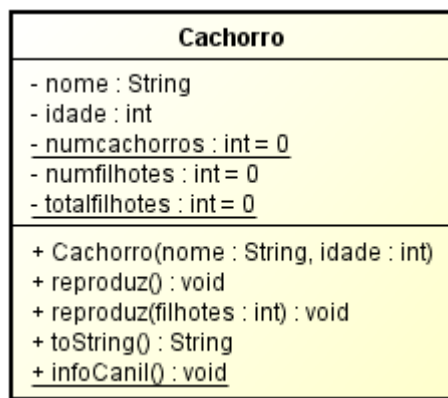 Cachorro
- nome : String
- idade : int
- numcachorros : int = 0
- numfilhotes : int = 0
- totalfilhotes : int = 0
+ Cachorro(nome : String, idade : int)
+ reproduz() : void
+ reproduz(filhotes : int) : void
+ toString() : String
+ infoCanil() : void